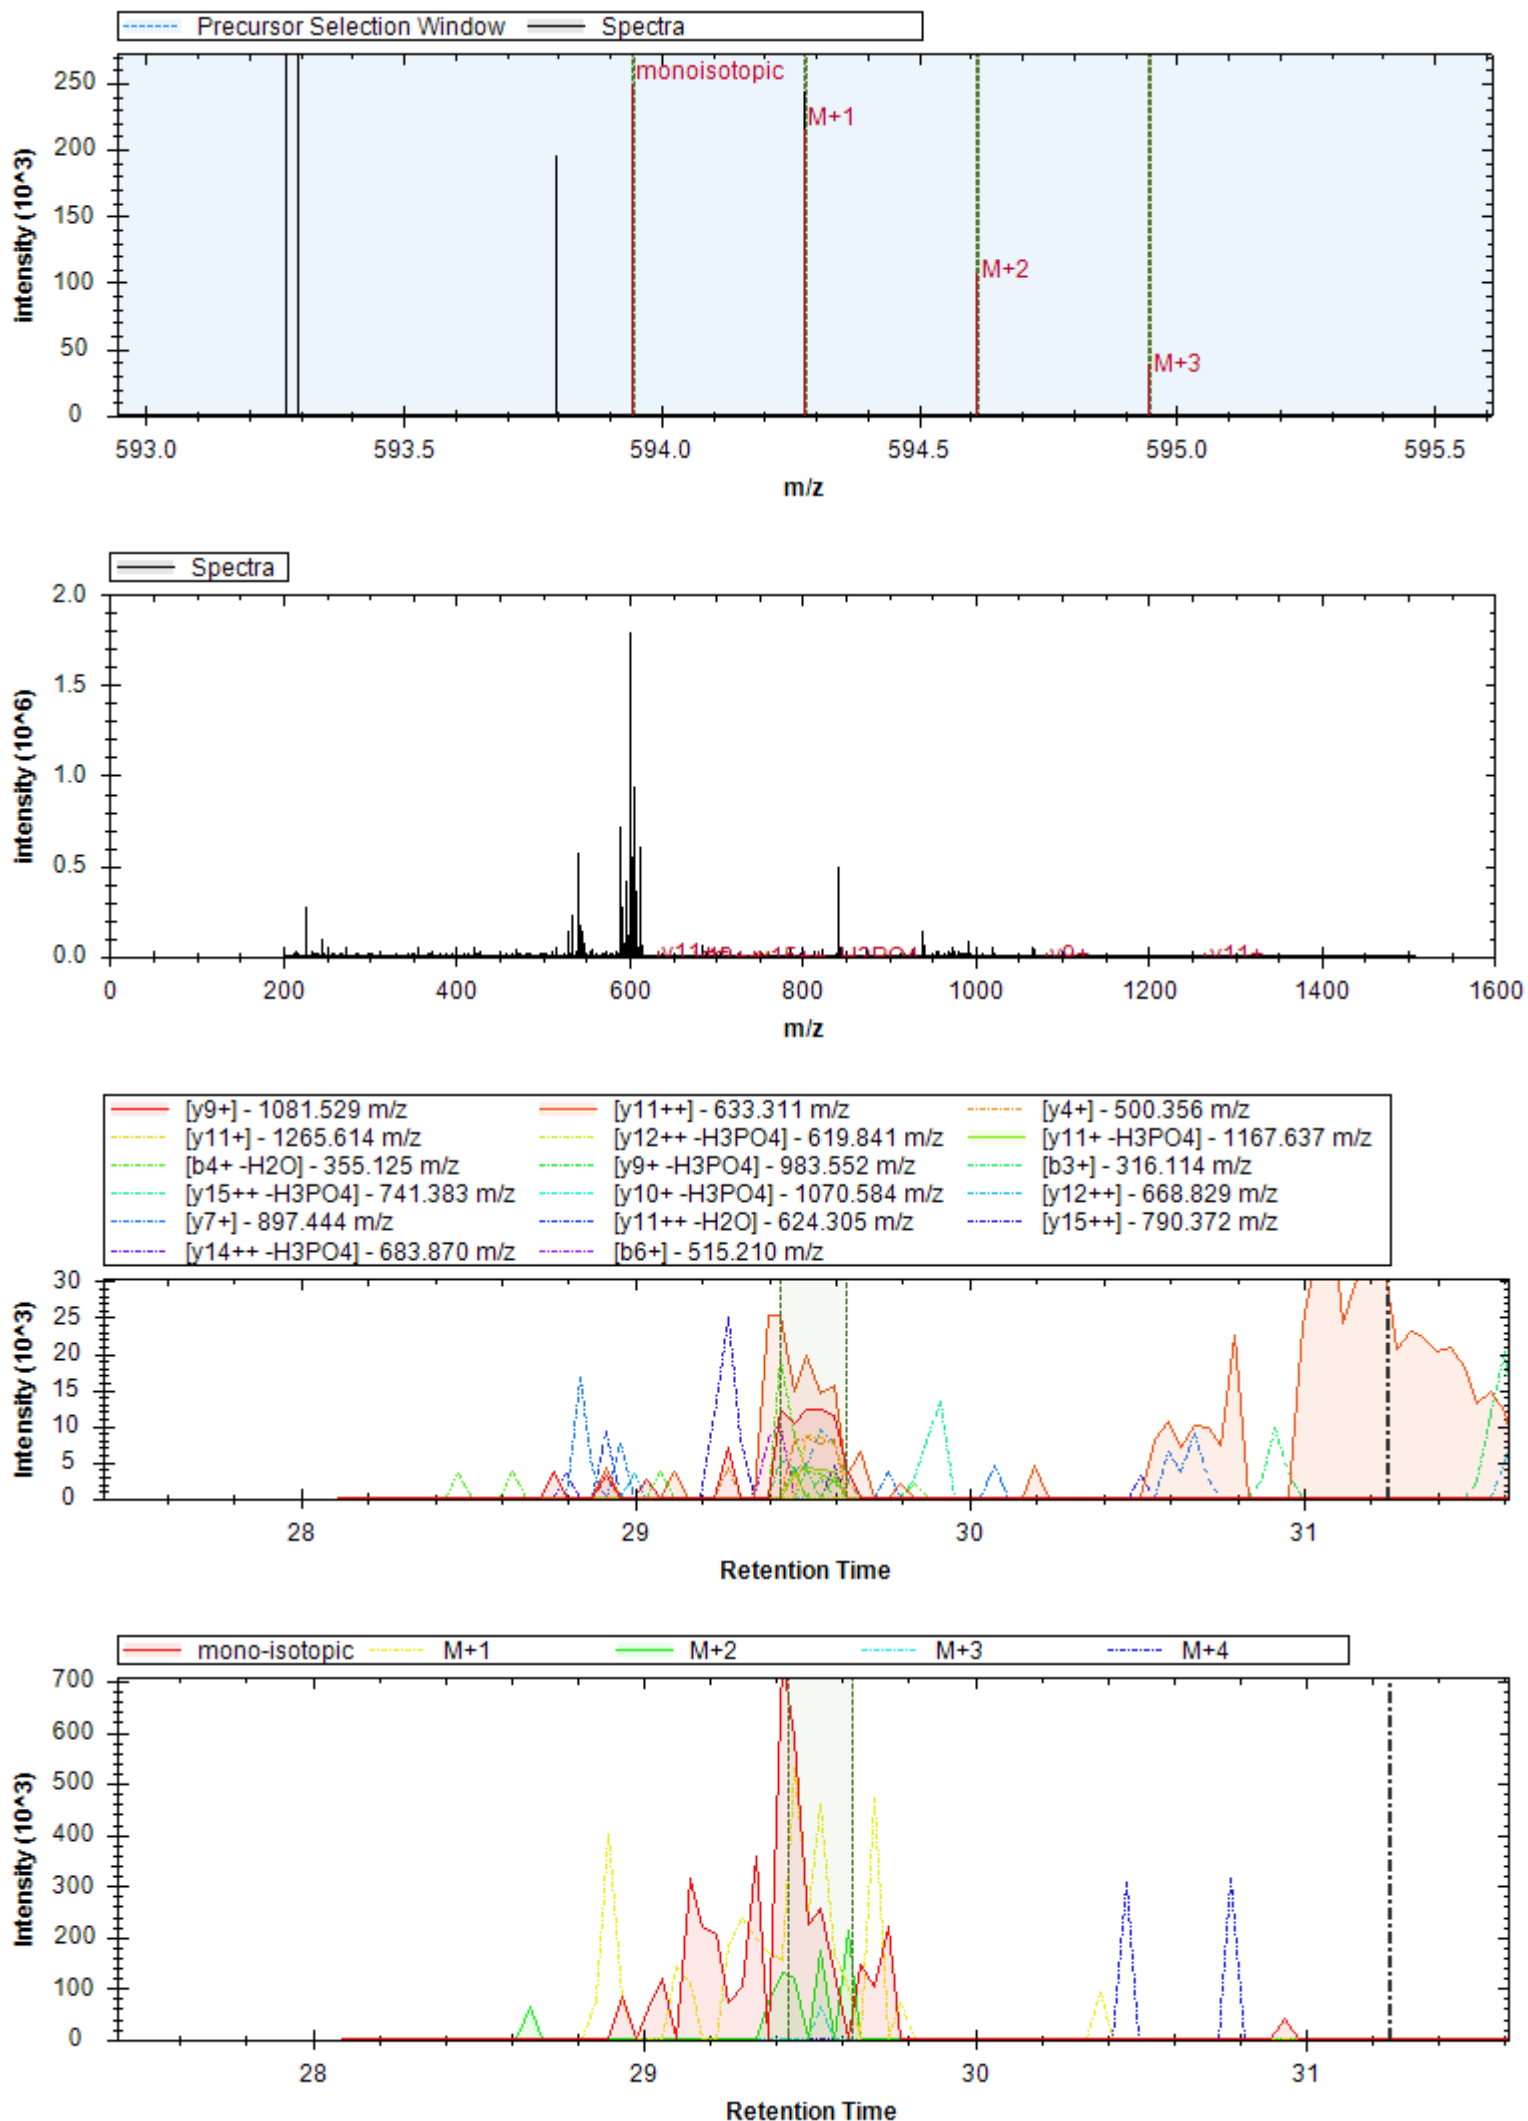 Precursor Selection Window Spectra
intensity (10^3)
250
200
150
100
50
0
monoisotopic
M+1
M+2
M+3
593.0 593.5 594.0 594.5 595.0 595.5
m/z
Spectra
intensity (10^6)
2.0
1.5
1.0
0.5
0.0
y9+
y11+
0 200 400 600 800 1000 1200 1400 1600
m/z
[y9+] - 1081.529 m/z [y11++] - 633.311 m/z [y4+] - 500.356 m/z
[y11+] - 1265.614 m/z [y12++ -H3PO4] - 619.841 m/z [y11+ -H3PO4] - 1167.637 m/z
[b4+ -H2O] - 355.125 m/z [y9+ -H3PO4] - 983.552 m/z [b3+] - 316.114 m/z
[y15++ -H3PO4] - 741.383 m/z [y10+ -H3PO4] - 1070.584 m/z [y12++] - 668.829 m/z
[y7+] - 897.444 m/z [y11++ -H2O] - 624.305 m/z [y15++] - 790.372 m/z
[y14++ -H3PO4] - 683.870 m/z [b6+] - 515.210 m/z
Intensity (10^3)
30
25
20
15
10
5
0
28 29 30 31
Retention Time
mono-isotopic M+1 M+2 M+3 M+4
Intensity (10^3)
700
600
500
400
300
200
100
0
28 29 30 31
Retention Time